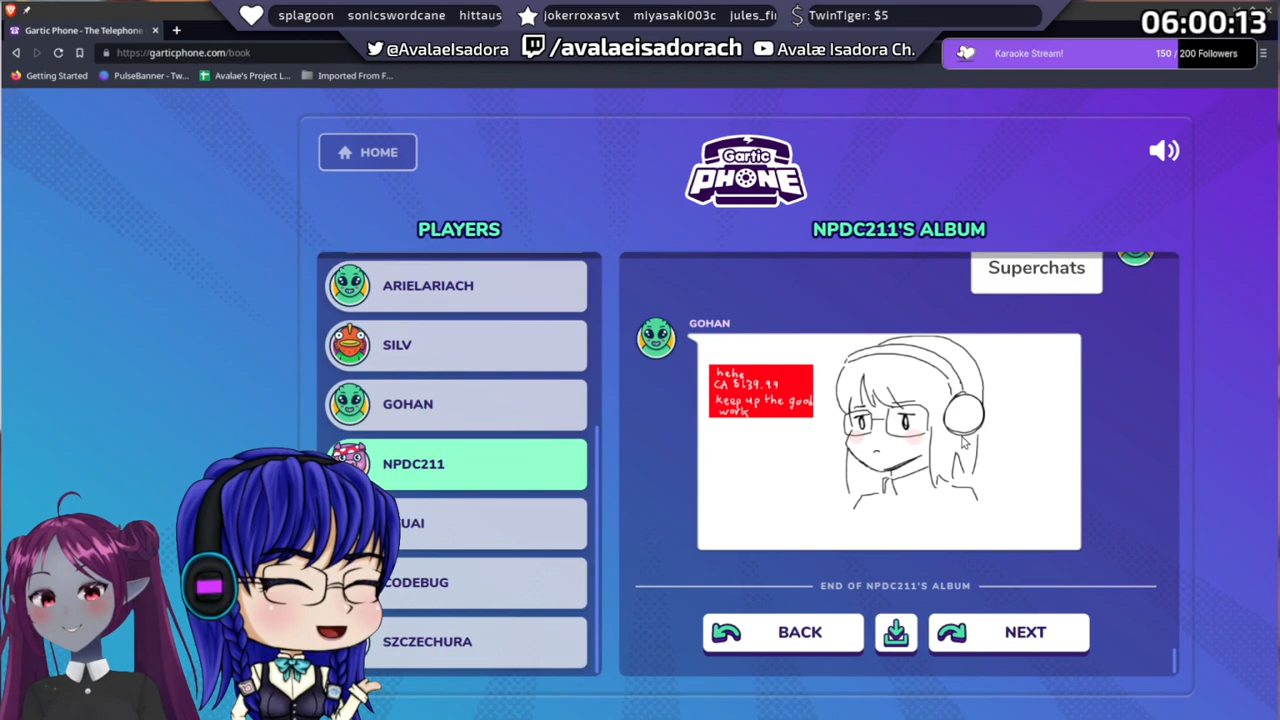 splagoon sonicswordcane hittaus jokerroxasvt miyasaki003c jules_fi TwinTiger: $5
06:00:13
Gartic Phone - The Telephone
@AvalaeIsadora /avalaeisadorach Avalæ Isadora Ch.
Karaoke Stream! 150 / 200 Followers
https://garticphone.com/book
Getting Started PulseBanner - Tw... Avalae's Project L... Imported From F...
HOME
Gartic
PHONE
PLAYERS
NPDC211'S ALBUM
ARIELARIACH
SILV
GOHAN
NPDC211
UAI
CODEBUG
SZCZECHURA
Superchats
GOHAN
hehe
CA $139.99
keep up the good
work
END OF NPDC211'S ALBUM
BACK
NEXT